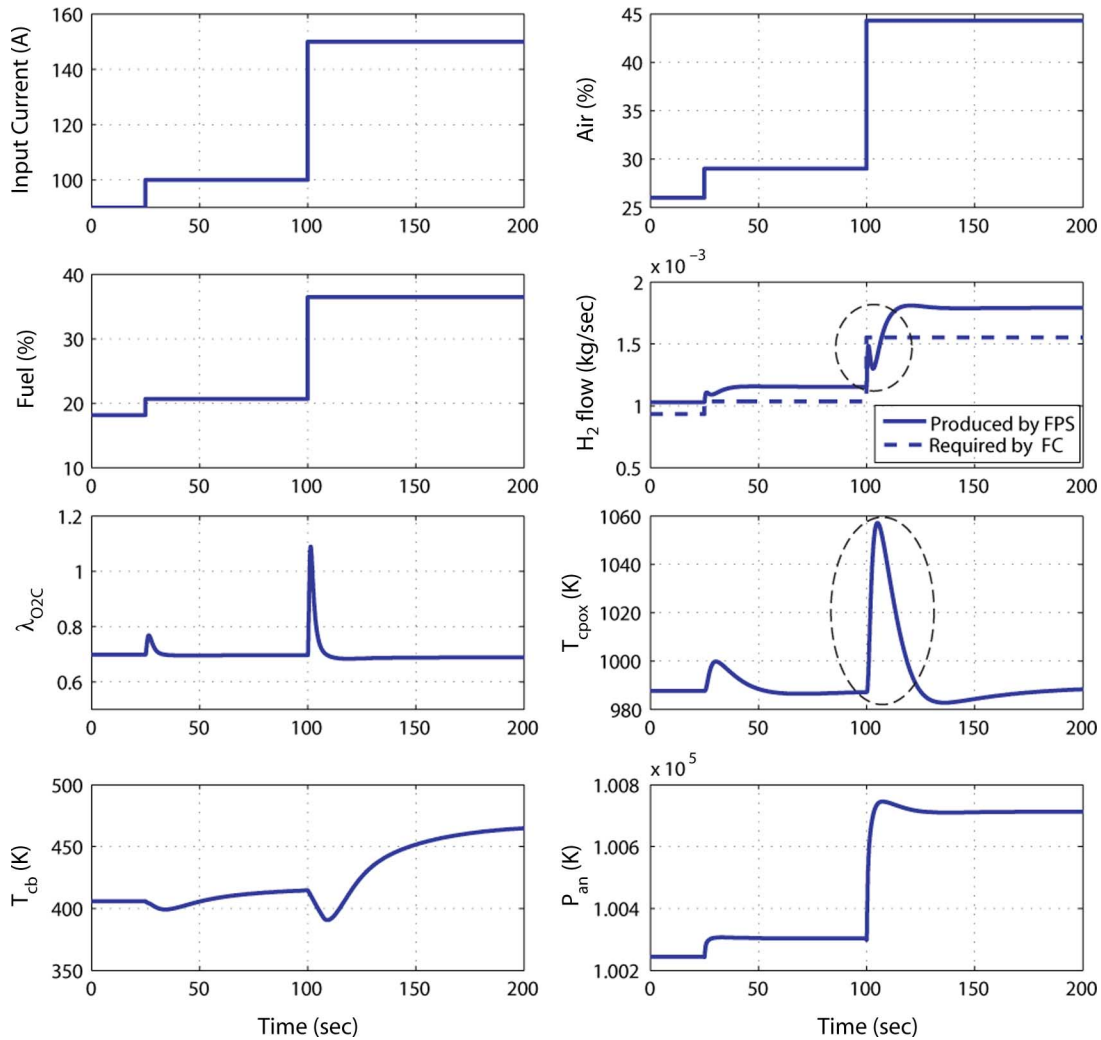 Input Current (A)
160
140
120
100
0 50 100 150 200
Air (%)
45
41
37
33
29
25
0 50 100 150 200
Fuel (%)
40
30
20
10
0 50 100 150 200
x 10⁻³
H₂ flow (kg/sec)
2
1.5
1
0.5
Produced by FPS
Required by FC
0 50 100 150 200
λO2C
1.2
1
0.8
0.6
0 50 100 150 200
Tcpox (K)
1060
1040
1020
1000
980
0 50 100 150 200
Tcb (K)
500
450
400
350
0 50 100 150 200
Time (sec)
x 10⁵
Pan (K)
1.008
1.006
1.004
1.002
0 50 100 150 200
Time (sec)